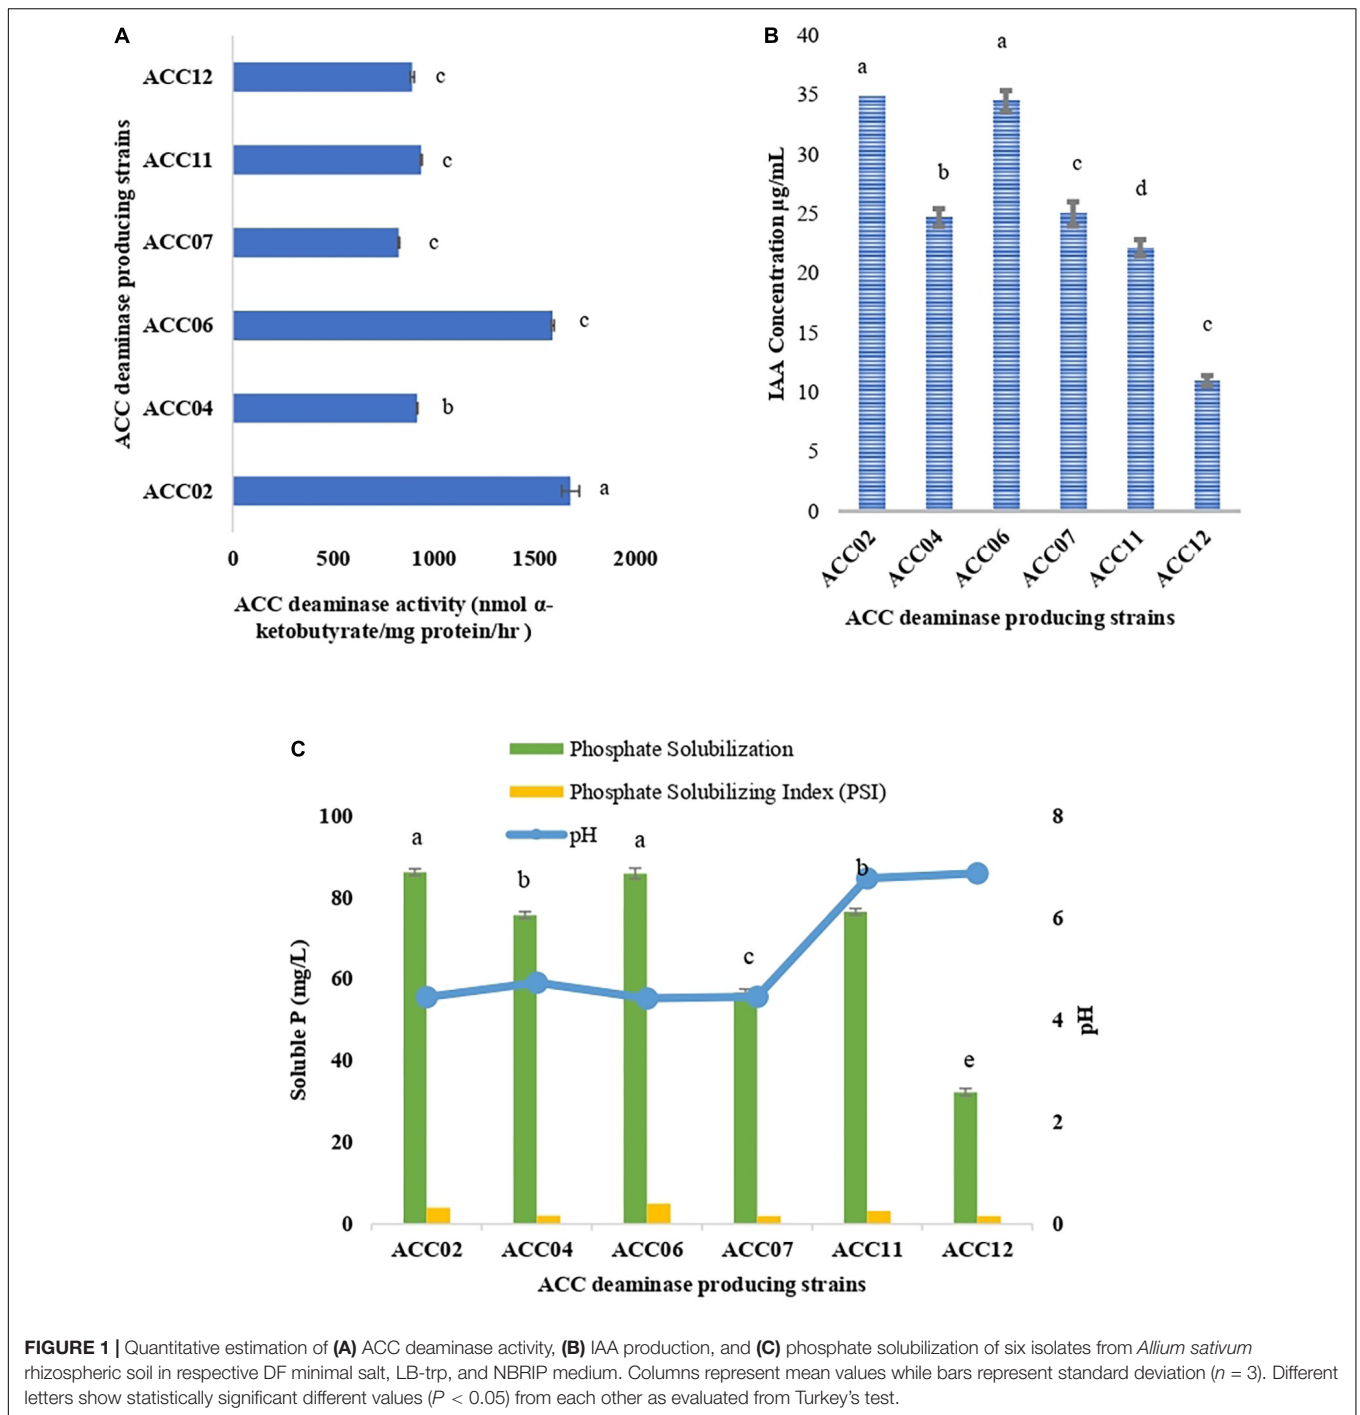 A
ACC deaminase producing strains
ACC12
c
ACC11
c
ACC07
c
ACC06
c
ACC04
b
ACC02
a
0 500 1000 1500 2000
ACC deaminase activity (nmol α-
ketobutyrate/mg protein/hr )
B
IAA Concentration µg/mL
40
35
30
25
20
15
10
5
0
a b a c d c
ACC02 ACC04 ACC06 ACC07 ACC11 ACC12
ACC deaminase producing strains
C
Phosphate Solubilization
Phosphate Solubilizing Index (PSI)
pH
Soluble P (mg/L)
100
80
60
40
20
0
a b a c b e
8
6
4
2
0
pH
ACC02 ACC04 ACC06 ACC07 ACC11 ACC12
ACC deaminase producing strains
FIGURE 1 | Quantitative estimation of (A) ACC deaminase activity, (B) IAA production, and (C) phosphate solubilization of six isolates from Allium sativum
rhizospheric soil in respective DF minimal salt, LB-trp, and NBRIP medium. Columns represent mean values while bars represent standard deviation (n = 3). Different
letters show statistically significant different values (P < 0.05) from each other as evaluated from Turkey's test.